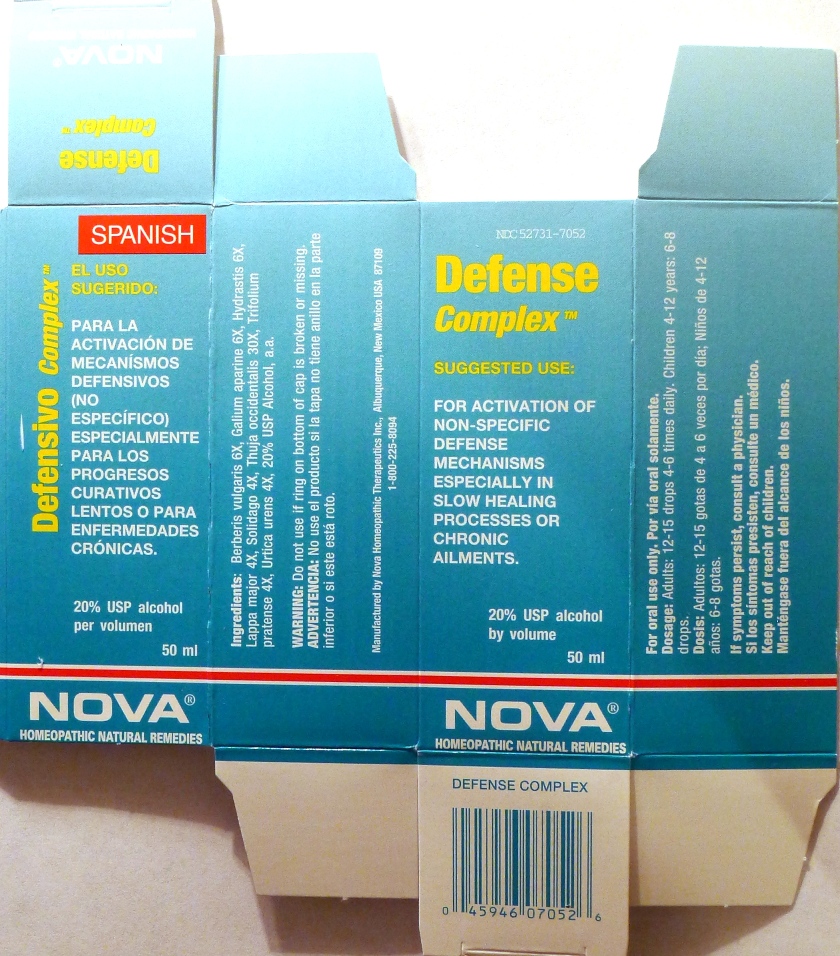 NOVA®
Defense
Complex™
SPANISH
Defensivo Complex™
EL USO
SUGERIDO:
PARA LA
ACTIVACIÓN DE
MECANÍSMOS
DEFENSIVOS
(NO
ESPECÍFICO)
ESPECIALMENTE
PARA LOS
PROGRESOS
CURATIVOS
LENTOS O PARA
ENFERMEDADES
CRÓNICAS.
20% USP alcohol
per volumen
50 ml
NOVA®
HOMEOPATHIC NATURAL REMEDIES
Ingredients: Berberis vulgaris 6X, Galium aparine 6X, Hydrastis 6X,
Lappa major 4X, Solidago 4X, Thuja occidentalis 30X, Trifolium
pratense 4X, Urtica urens 4X, 20% USP Alcohol, a.a.
WARNING: Do not use if ring on bottom of cap is broken or missing.
ADVERTENCIA: No use el producto si la tapa no tiene anillo en la parte
inferior o si este está roto.
Manufactured by Nova Homeopathic Therapeutics Inc., Albuquerque, New Mexico USA 87109
1-800-225-8094
NDC 52731-7052
Defense
Complex™
SUGGESTED USE:
FOR ACTIVATION OF
NON-SPECIFIC
DEFENSE
MECHANISMS
ESPECIALLY IN
SLOW HEALING
PROCESSES OR
CHRONIC
AILMENTS.
20% USP alcohol
by volume
50 ml
NOVA®
HOMEOPATHIC NATURAL REMEDIES
DEFENSE COMPLEX
0 45946 07052 6
For oral use only. Por via oral solamente.
Dosage: Adults: 12-15 drops 4-6 times daily. Children 4-12 years: 6-8
drops.
Dosis: Adultos: 12-15 gotas de 4 a 6 veces por día; Niños de 4-12
años: 6-8 gotas.
If symptoms persist, consult a physician.
Si los síntomas presisten, consulte un médico.
Keep out of reach of children.
Manténgase fuera del alcance de los niños.